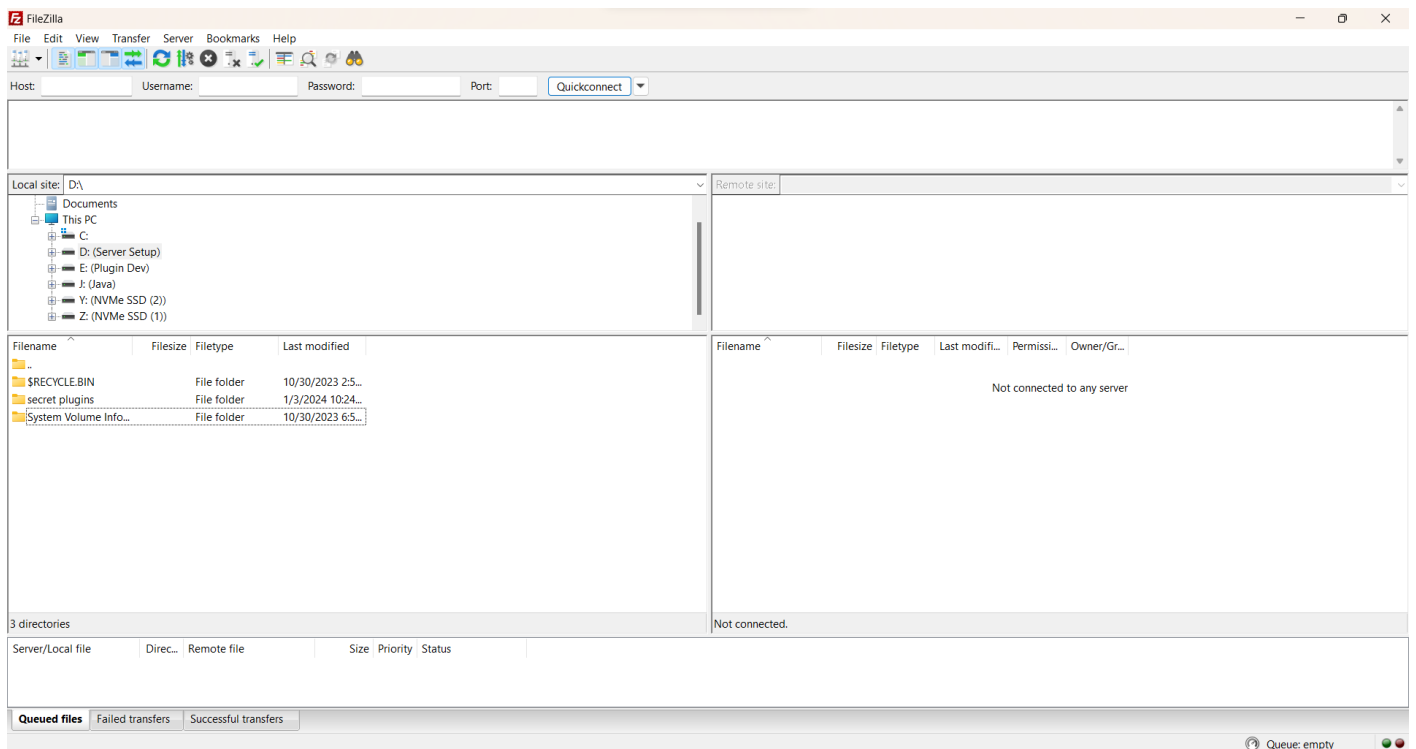 FileZilla
File Edit View Transfer Server Bookmarks Help
Host: Username: Password: Port: Quickconnect
Local site: D:\
Documents
This PC
C:
D: (Server Setup)
E: (Plugin Dev)
J: (Java)
Y: (NVMe SSD (2))
Z: (NVMe SSD (1))
Remote site:
Filename Filesize Filetype Last modified
..
$RECYCLE.BIN File folder 10/30/2023 2:5...
secret plugins File folder 1/3/2024 10:24...
System Volume Info... File folder 10/30/2023 6:5...
3 directories
Filename Filesize Filetype Last modifi... Permissi... Owner/Gr...
Not connected to any server
Not connected.
Server/Local file Direc... Remote file Size Priority Status
Queued files Failed transfers Successful transfers
Queue: empty